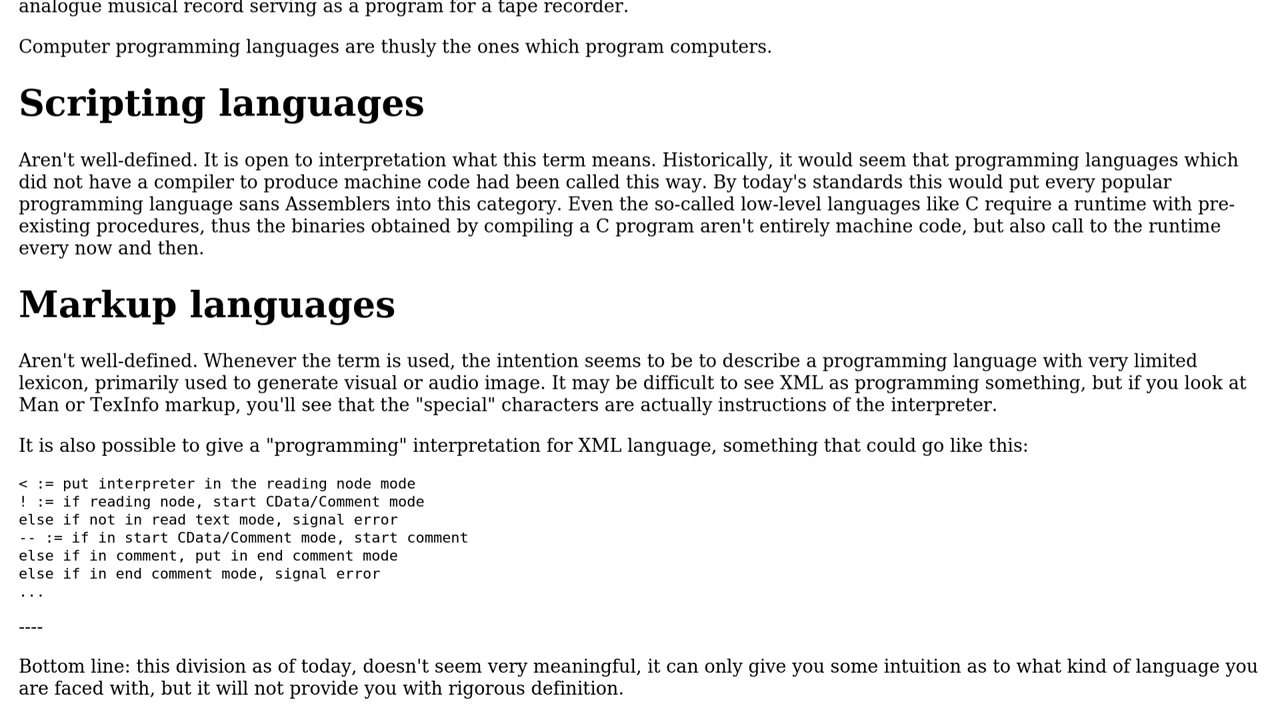 analogue musical record serving as a program for a tape recorder.
Computer programming languages are thusly the ones which program computers.
Scripting languages
Aren't well-defined. It is open to interpretation what this term means. Historically, it would seem that programming languages which
did not have a compiler to produce machine code had been called this way. By today's standards this would put every popular
programming language sans Assemblers into this category. Even the so-called low-level languages like C require a runtime with pre-
existing procedures, thus the binaries obtained by compiling a C program aren't entirely machine code, but also call to the runtime
every now and then.
Markup languages
Aren't well-defined. Whenever the term is used, the intention seems to be to describe a programming language with very limited
lexicon, primarily used to generate visual or audio image. It may be difficult to see XML as programming something, but if you look at
Man or TexInfo markup, you'll see that the "special" characters are actually instructions of the interpreter.
It is also possible to give a "programming" interpretation for XML language, something that could go like this:
< := put interpreter in the reading node mode
! := if reading node, start CData/Comment mode
else if not in read text mode, signal error
-- := if in start CData/Comment mode, start comment
else if in comment, put in end comment mode
else if in end comment mode, signal error
...
----
Bottom line: this division as of today, doesn't seem very meaningful, it can only give you some intuition as to what kind of language you
are faced with, but it will not provide you with rigorous definition.